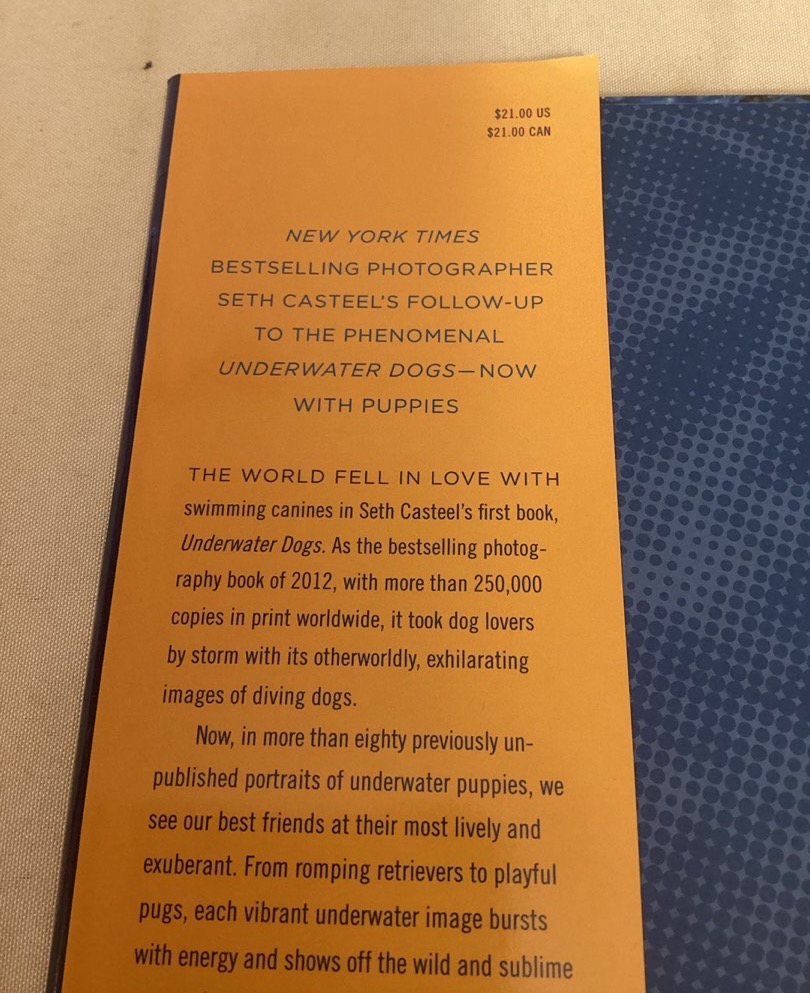 $21.00 US
$21.00 CAN
NEW YORK TIMES
BESTSELLING PHOTOGRAPHER
SETH CASTEEL'S FOLLOW-UP
TO THE PHENOMENAL
UNDERWATER DOGS—NOW
WITH PUPPIES
THE WORLD FELL IN LOVE WITH
swimming canines in Seth Casteel's first book,
Underwater Dogs. As the bestselling photog-
raphy book of 2012, with more than 250,000
copies in print worldwide, it took dog lovers
by storm with its otherworldly, exhilarating
images of diving dogs.
Now, in more than eighty previously un-
published portraits of underwater puppies, we
see our best friends at their most lively and
exuberant. From romping retrievers to playful
pugs, each vibrant underwater image bursts
with energy and shows off the wild and sublime